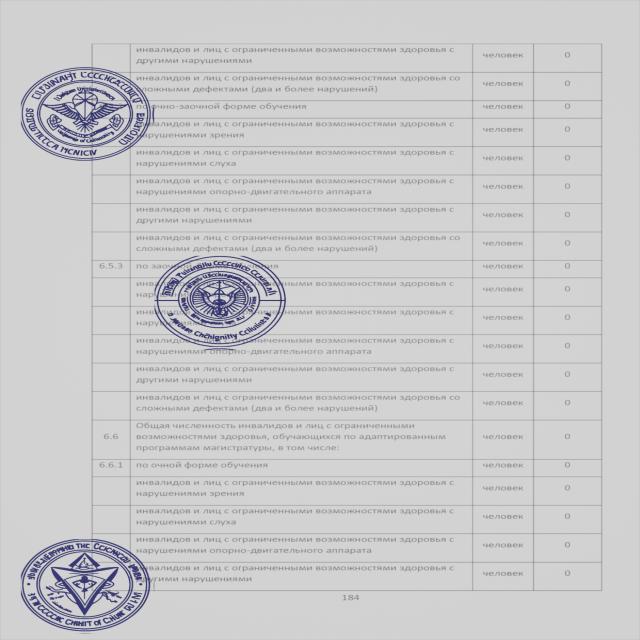 инвалидов и лиц с ограниченными возможностями здоровья с
другими нарушениями
человек 0
инвалидов и лиц с ограниченными возможностями здоровья со
сложными дефектами (два и более нарушений)
человек 0
по очно-заочной форме обучения
человек 0
инвалидов и лиц с ограниченными возможностями здоровья с
нарушениями зрения
человек 0
инвалидов и лиц с ограниченными возможностями здоровья с
нарушениями слуха
человек 0
инвалидов и лиц с ограниченными возможностями здоровья с
нарушениями опорно-двигательного аппарата
человек 0
инвалидов и лиц с ограниченными возможностями здоровья с
другими нарушениями
человек 0
инвалидов и лиц с ограниченными возможностями здоровья со
сложными дефектами (два и более нарушений)
человек 0
6.5.3 по человек 0
инвалидов и лиц с ограниченными возможностями здоровья с
человек 0
инвалидов и лиц с ограниченными возможностями здоровья с
человек 0
инвалидов и лиц с ограниченными возможностями здоровья с
нарушениями опорно-двигательного аппарата
человек 0
инвалидов и лиц с ограниченными возможностями здоровья с
другими нарушениями
человек 0
инвалидов и лиц с ограниченными возможностями здоровья со
сложными дефектами (два и более нарушений)
человек 0
6.6 Общая численность инвалидов и лиц с ограниченными
возможностями здоровья, обучающихся по адаптированным
программам магистратуры, в том числе:
человек 0
6.6.1 по очной форме обучения человек 0
инвалидов и лиц с ограниченными возможностями здоровья с
нарушениями зрения
человек 0
инвалидов и лиц с ограниченными возможностями здоровья с
нарушениями слуха
человек 0
инвалидов и лиц с ограниченными возможностями здоровья с
нарушениями опорно-двигательного аппарата
человек 0
инвалидов и лиц с ограниченными возможностями здоровья с
другими нарушениями
человек 0
184